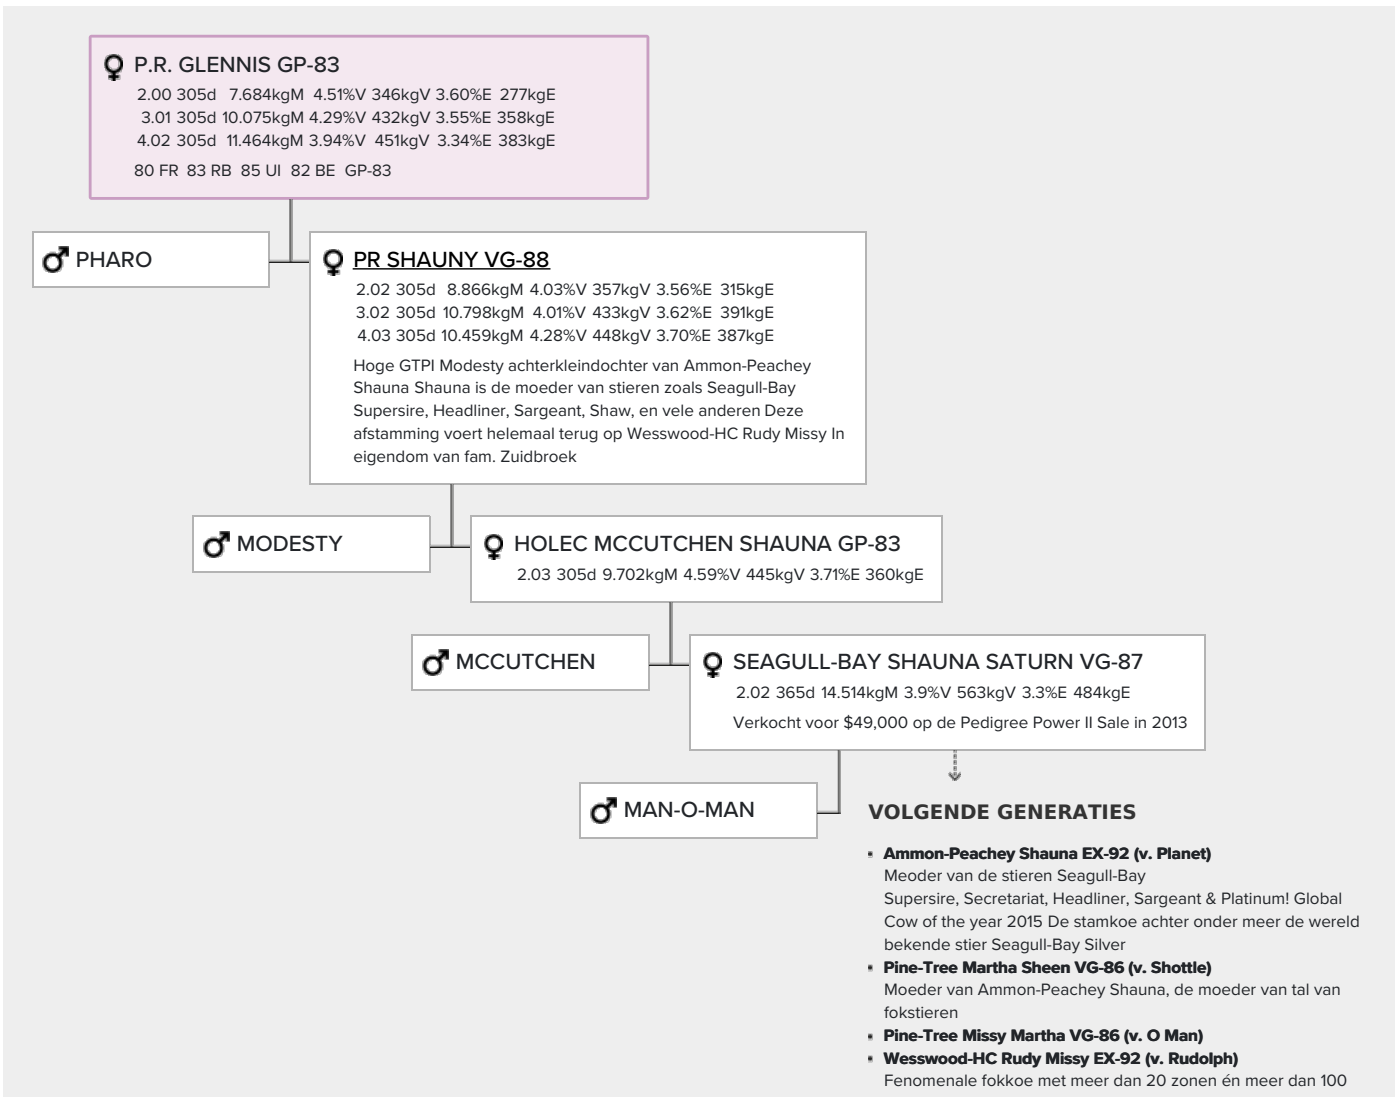 P.R. GLENNIS GP-83
2.00 305d 7.684kgM 4.51%V 346kgV 3.60%E 277kgE
3.01 305d 10.075kgM 4.29%V 432kgV 3.55%E 358kgE
4.02 305d 11.464kgM 3.94%V 451kgV 3.34%E 383kgE
80 FR 83 RB 85 UI 82 BE GP-83
PHARO
PR SHAUNY VG-88
2.02 305d 8.866kgM 4.03%V 357kgV 3.56%E 315kgE
3.02 305d 10.798kgM 4.01%V 433kgV 3.62%E 391kgE
4.03 305d 10.459kgM 4.28%V 448kgV 3.70%E 387kgE
Hoge GTPI Modesty achterkleindochter van Ammon-Peachey
Shauna Shauna is de moeder van stieren zoals Seagull-Bay
Supersire, Headliner, Sargeant, Shaw, en vele anderen Deze
afstamming voert helemaal terug op Wesswood-HC Rudy Missy In
eigendom van fam. Zuidbroek
MODESTY
HOLEC MCCUTCHEN SHAUNA GP-83
2.03 305d 9.702kgM 4.59%V 445kgV 3.71%E 360kgE
MCCUTCHEN
SEAGULL-BAY SHAUNA SATURN VG-87
2.02 365d 14.514kgM 3.9%V 563kgV 3.3%E 484kgE
Verkocht voor $49,000 op de Pedigree Power II Sale in 2013
MAN-O-MAN
VOLGENDE GENERATIES
Ammon-Peachey Shauna EX-92 (v. Planet)
Meoder van de stieren Seagull-Bay
Supersire, Secretariat, Headliner, Sargeant & Platinum! Global
Cow of the year 2015 De stamkoe achter onder meer de wereld
bekende stier Seagull-Bay Silver
Pine-Tree Martha Sheen VG-86 (v. Shottle)
Moeder van Ammon-Peachey Shauna, de moeder van tal van
fokstieren
Pine-Tree Missy Martha VG-86 (v. O Man)
Wesswood-HC Rudy Missy EX-92 (v. Rudolph)
Fenomenale fokkoe met meer dan 20 zonen én meer dan 100